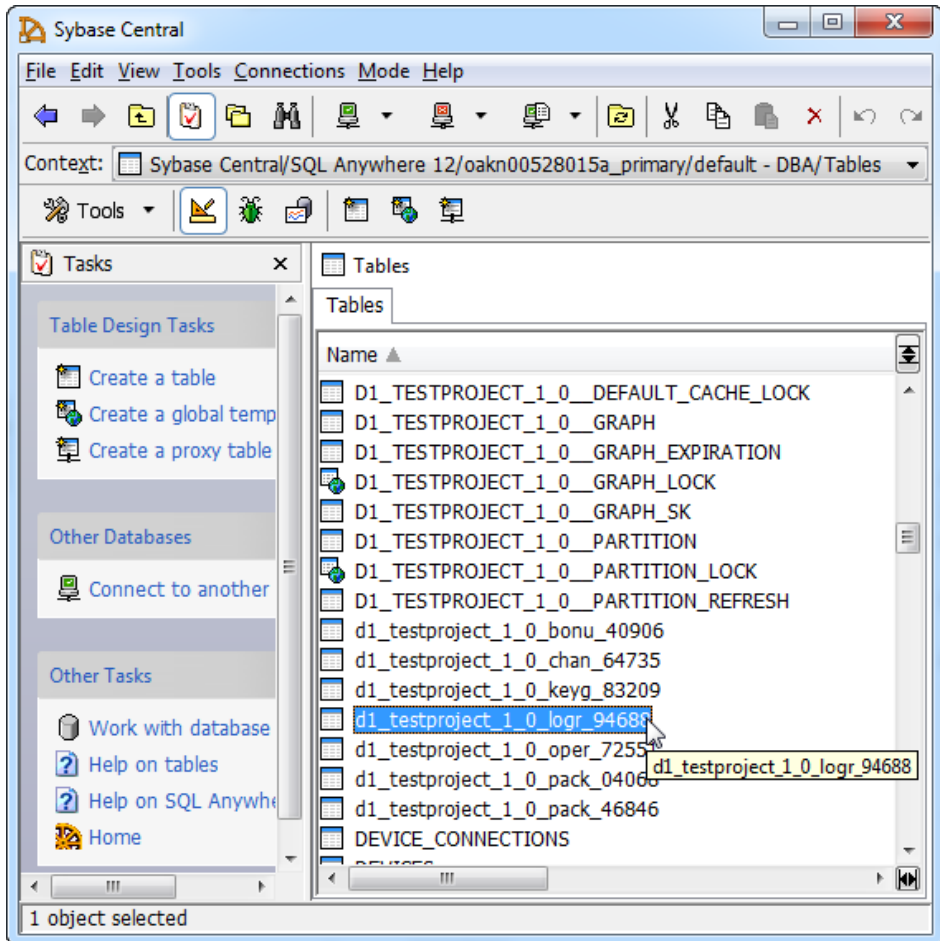 Sybase Central
File Edit View Tools Connections Mode Help
Context: Sybase Central/SQL Anywhere 12/oakn00528015a_primary/default - DBA/Tables
Tools
Tasks
Table Design Tasks
Create a table
Create a global temp
Create a proxy table
Other Databases
Connect to another
Other Tasks
Work with database
Help on tables
Help on SQL Anywhe
Home
Tables
Tables
Name
D1_TESTPROJECT_1_0__DEFAULT_CACHE_LOCK
D1_TESTPROJECT_1_0__GRAPH
D1_TESTPROJECT_1_0__GRAPH_EXPIRATION
D1_TESTPROJECT_1_0__GRAPH_LOCK
D1_TESTPROJECT_1_0__GRAPH_SK
D1_TESTPROJECT_1_0__PARTITION
D1_TESTPROJECT_1_0__PARTITION_LOCK
D1_TESTPROJECT_1_0__PARTITION_REFRESH
d1_testproject_1_0_bonu_40906
d1_testproject_1_0_chan_64735
d1_testproject_1_0_keyg_83209
d1_testproject_1_0_logr_94688
d1_testproject_1_0_oper_7255
d1_testproject_1_0_logr_94688
d1_testproject_1_0_pack_04068
d1_testproject_1_0_pack_46846
DEVICE_CONNECTIONS
DEVICES
1 object selected